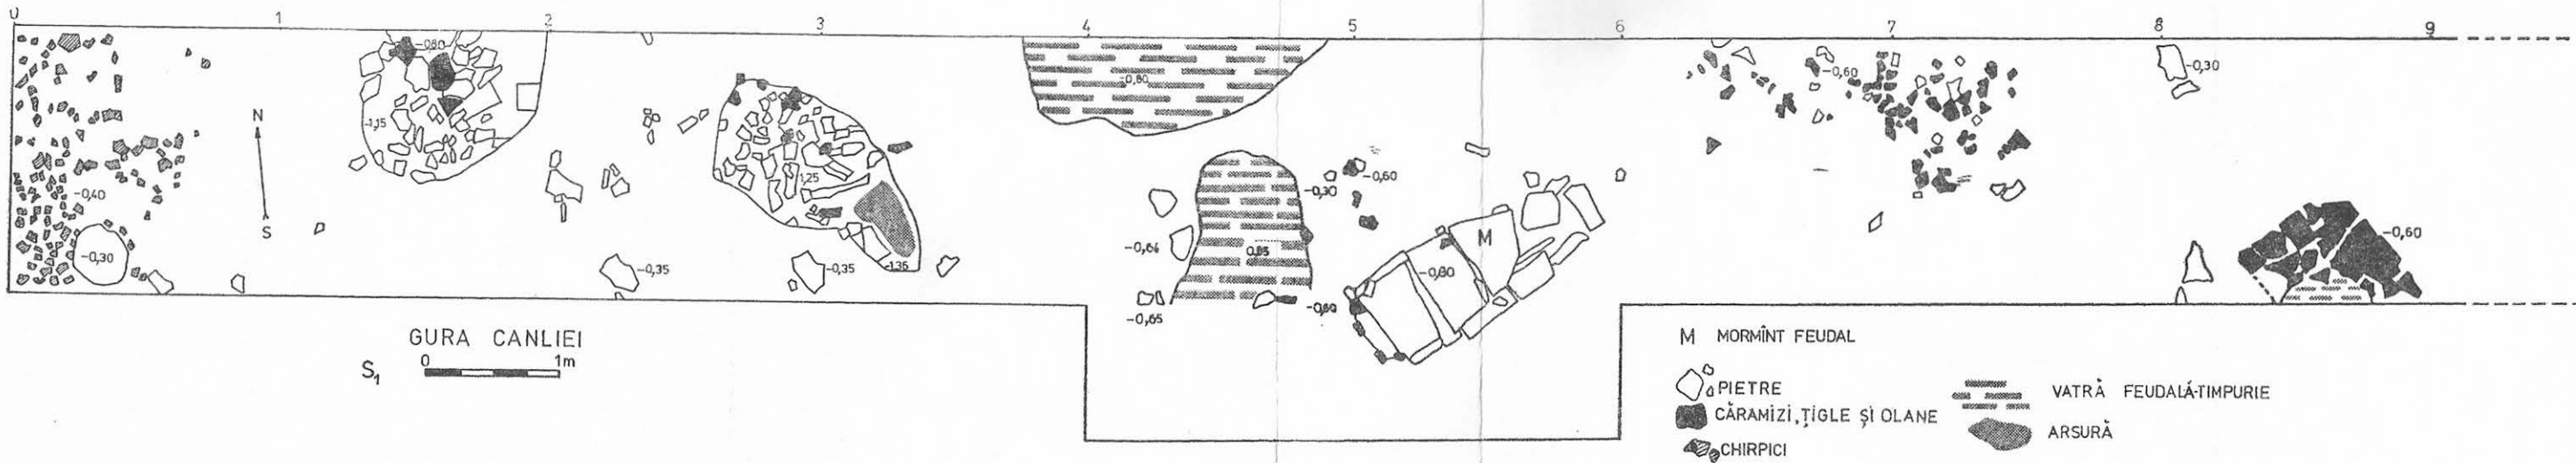 0 1 2 3 4 5 6 7 8 9
-0,80
-1,15
N
S
-0,40
-0,30
1,25
-0,35
-0,35
-1,35
-0,80
-0,30
-0,60
-0,64
0,85
-0,65
-0,60
M
-0,80
-0,60
-0,30
-0,60
GURA CANLIEI
S₁ 0 1m
M MORMÎNT FEUDAL
PIETRE
CĂRAMIZI, ŢIGLE ŞI OLANE
CHIRPICI
VATRĂ FEUDALĂ-TIMPURIE
ARSURĂ